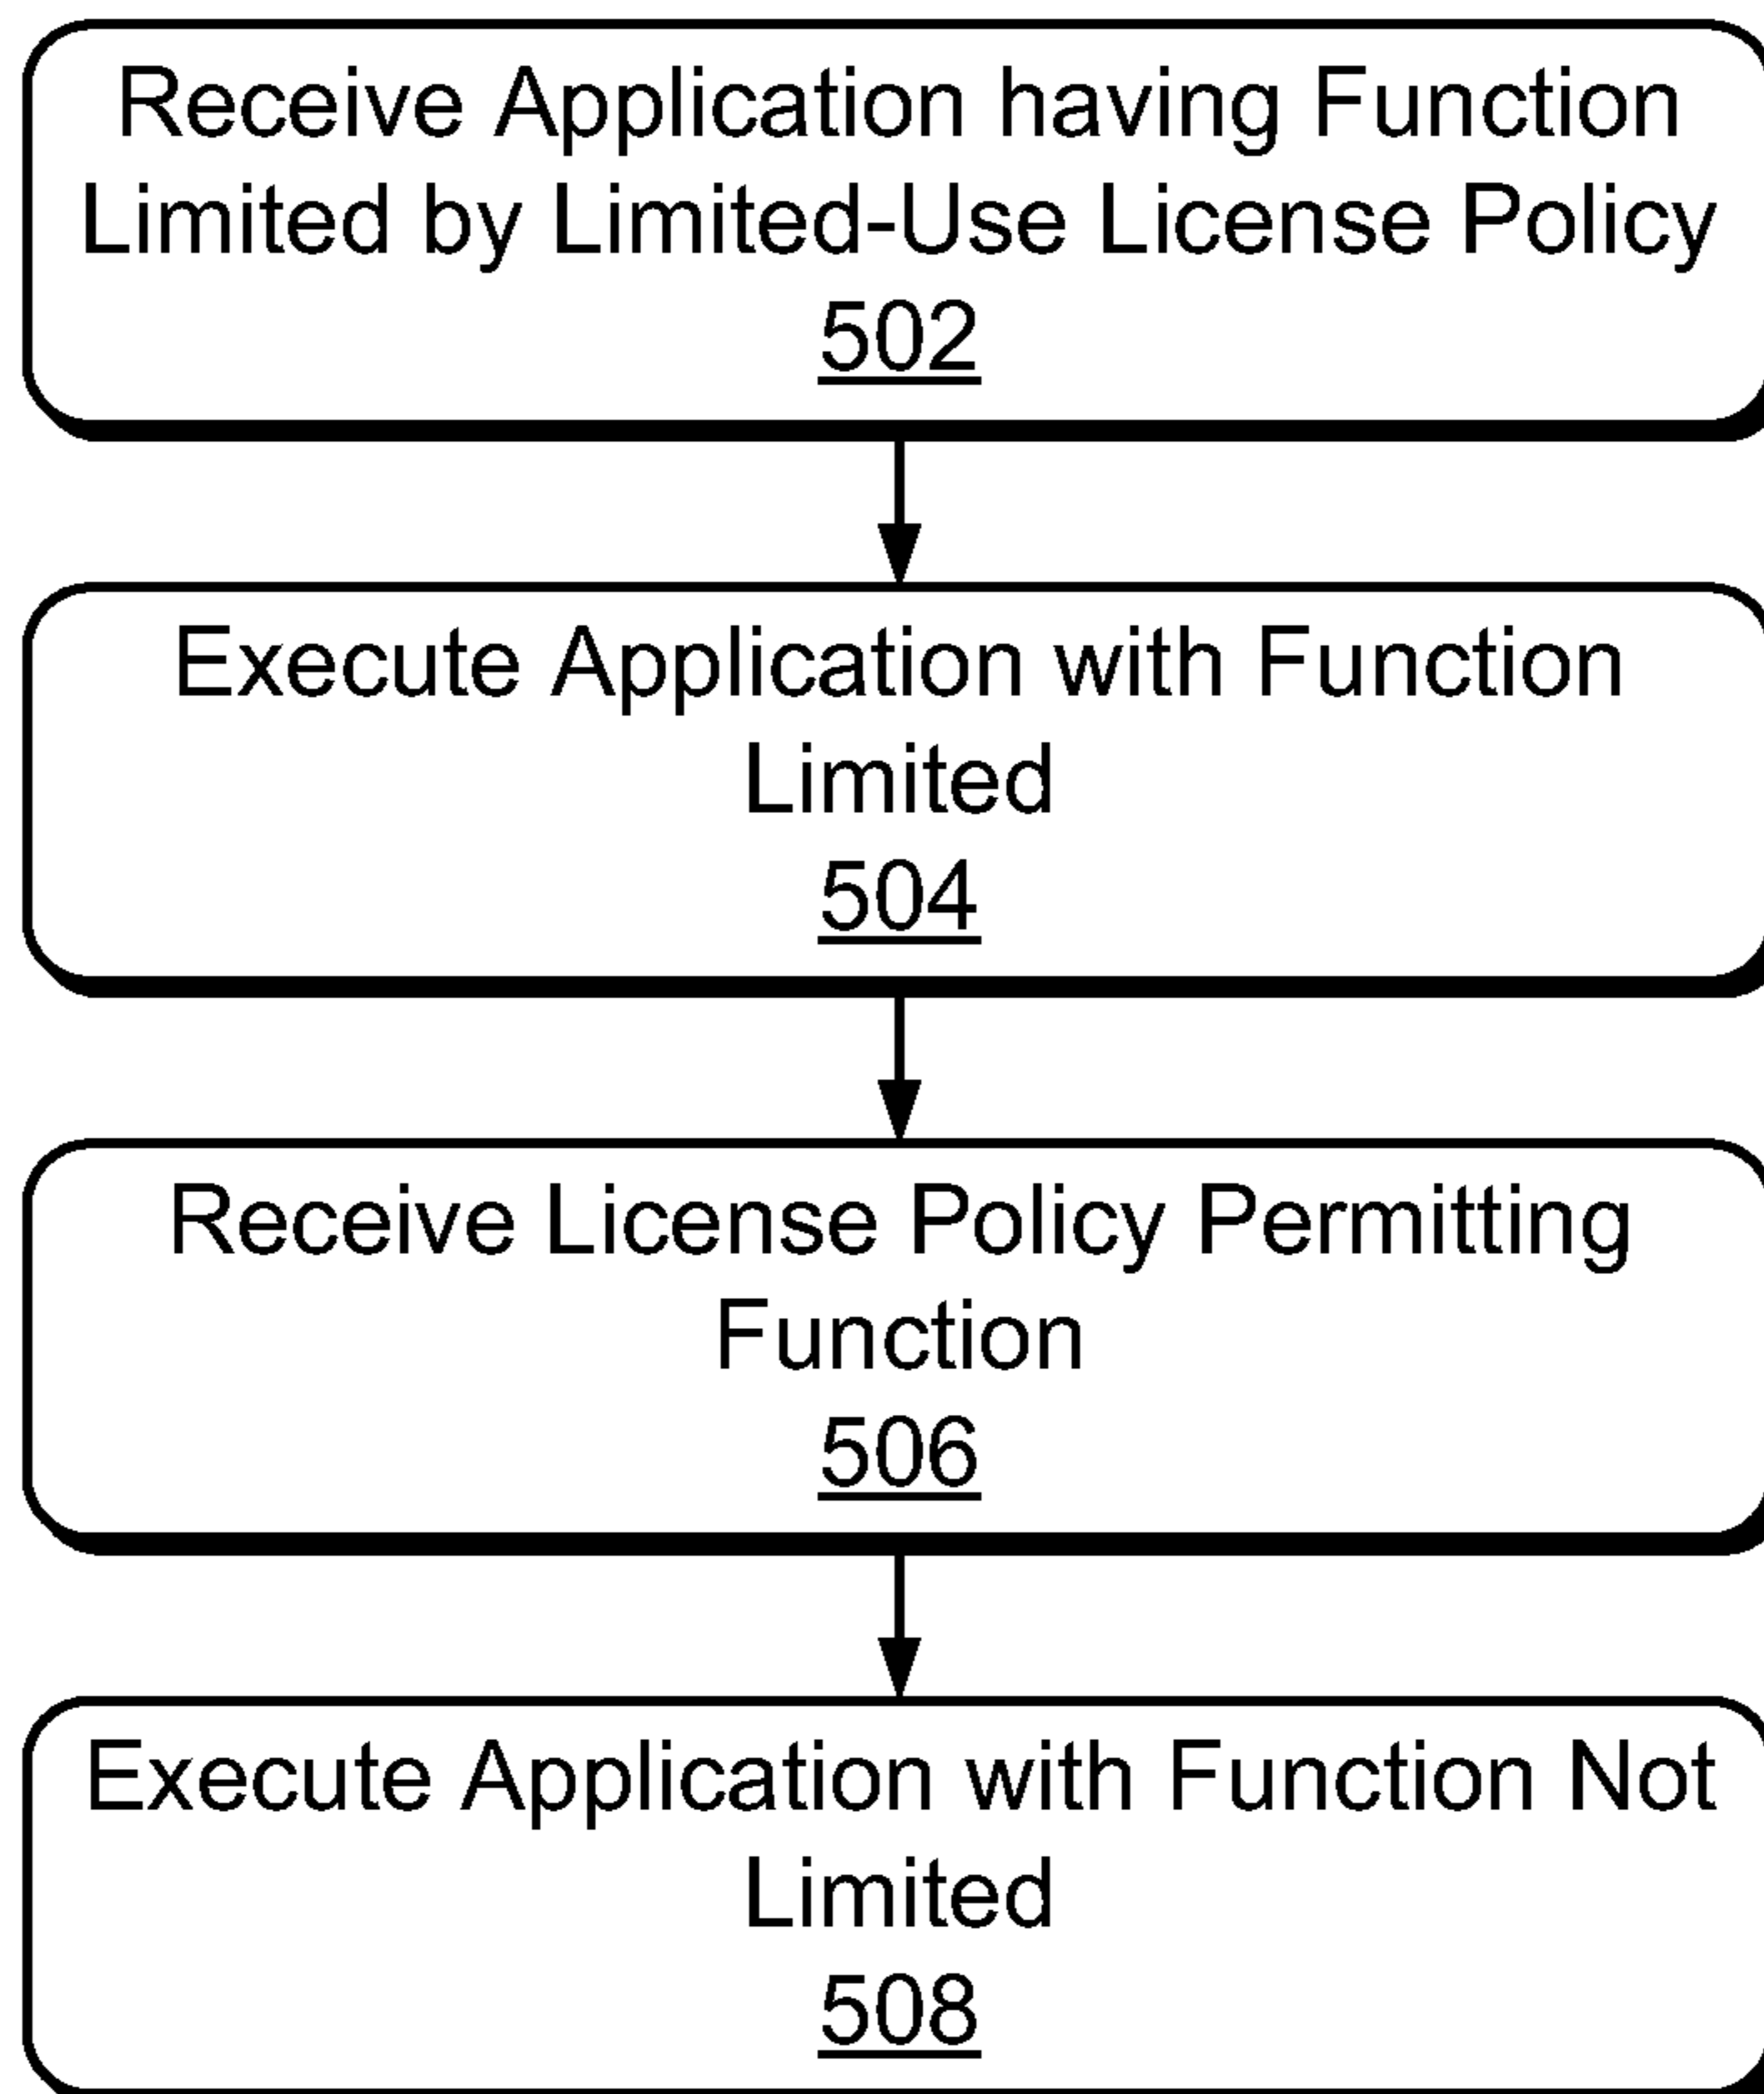 Receive Application having Function
Limited by Limited-Use License Policy
502
Execute Application with Function
Limited
504
Receive License Policy Permitting
Function
506
Execute Application with Function Not
Limited
508